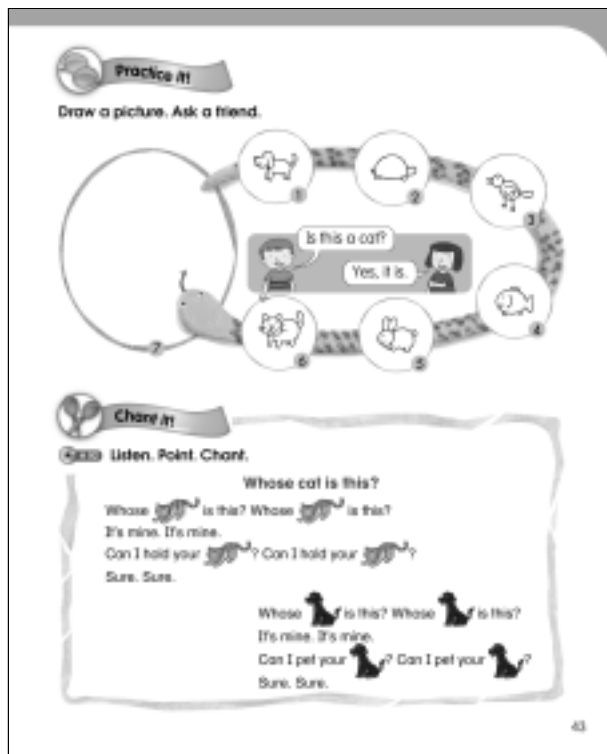 Practice it!
Draw a picture. Ask a friend.
1
2
3
Is this a cat?
Yes, it is.
4
5
6
7
Chant it!
Listen. Point. Chant.
Whose cat is this?
Whose is this? Whose is this?
It's mine. It's mine.
Can I hold your ? Can I hold your ?
Sure. Sure.
Whose is this? Whose is this?
It's mine. It's mine.
Can I pet your ? Can I pet your ?
Sure. Sure.
43